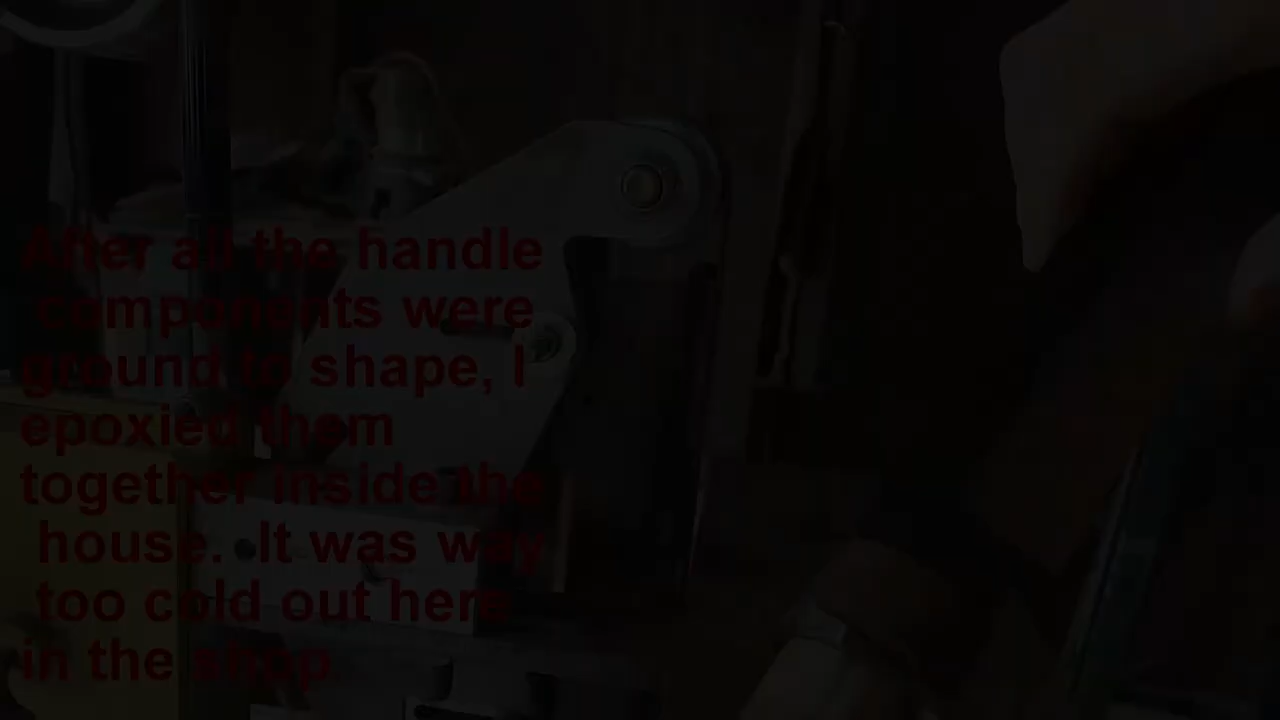 After all the handle
components were
ground to shape, I
epoxied them
together inside the
house. It was way
too cold out here
in the shop